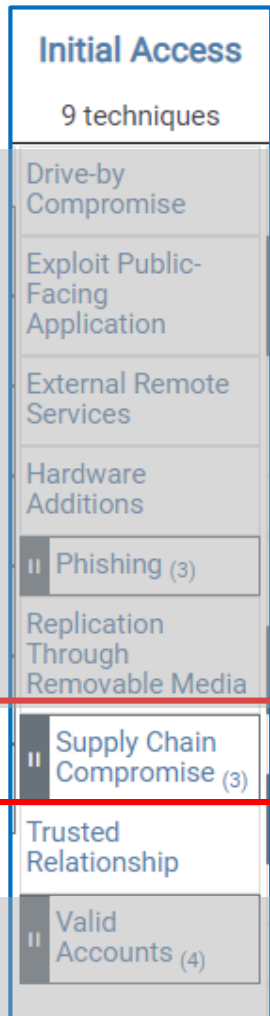 Initial Access
9 techniques
Drive-by
Compromise
Exploit Public-
Facing
Application
External Remote
Services
Hardware
Additions
Phishing (3)
Replication
Through
Removable Media
Supply Chain
Compromise (3)
Trusted
Relationship
Valid
Accounts (4)